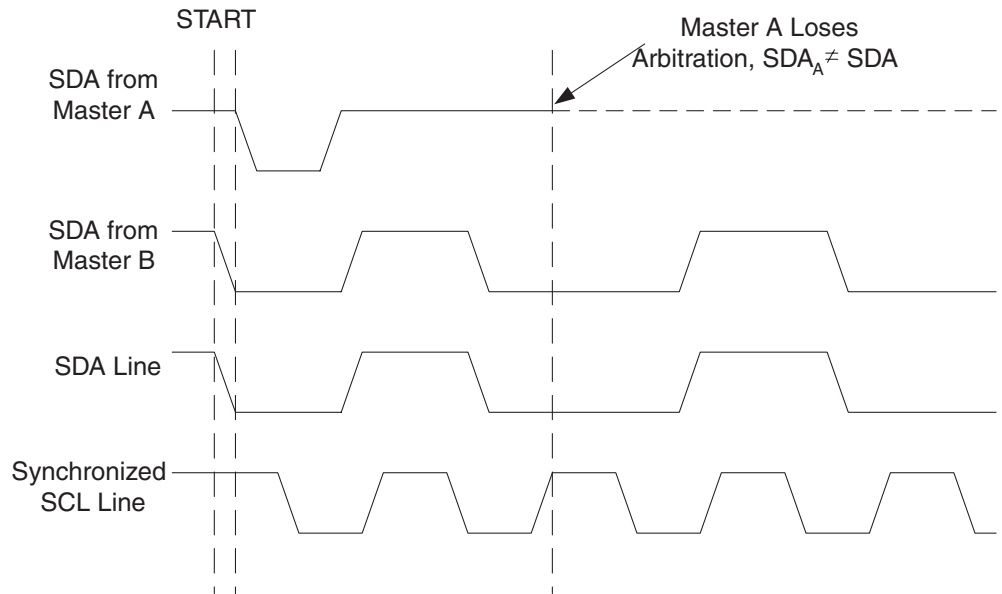 START
Master A Loses
Arbitration, SDA_A ≠ SDA
SDA from
Master A
SDA from
Master B
SDA Line
Synchronized
SCL Line